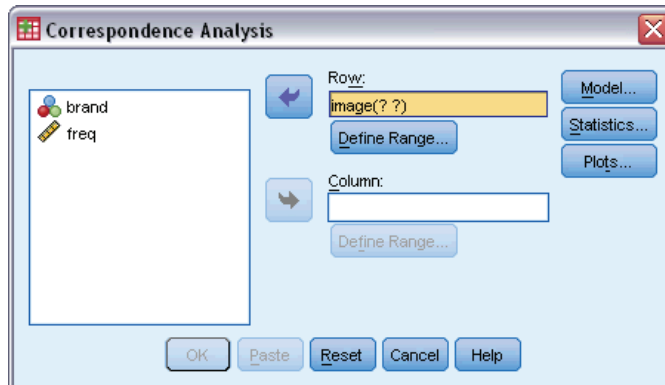 Correspondence Analysis
brand
freq
Row:
image(? ?)
Define Range...
Column:
Define Range...
Model...
Statistics...
Plots...
OK
Paste
Reset
Cancel
Help